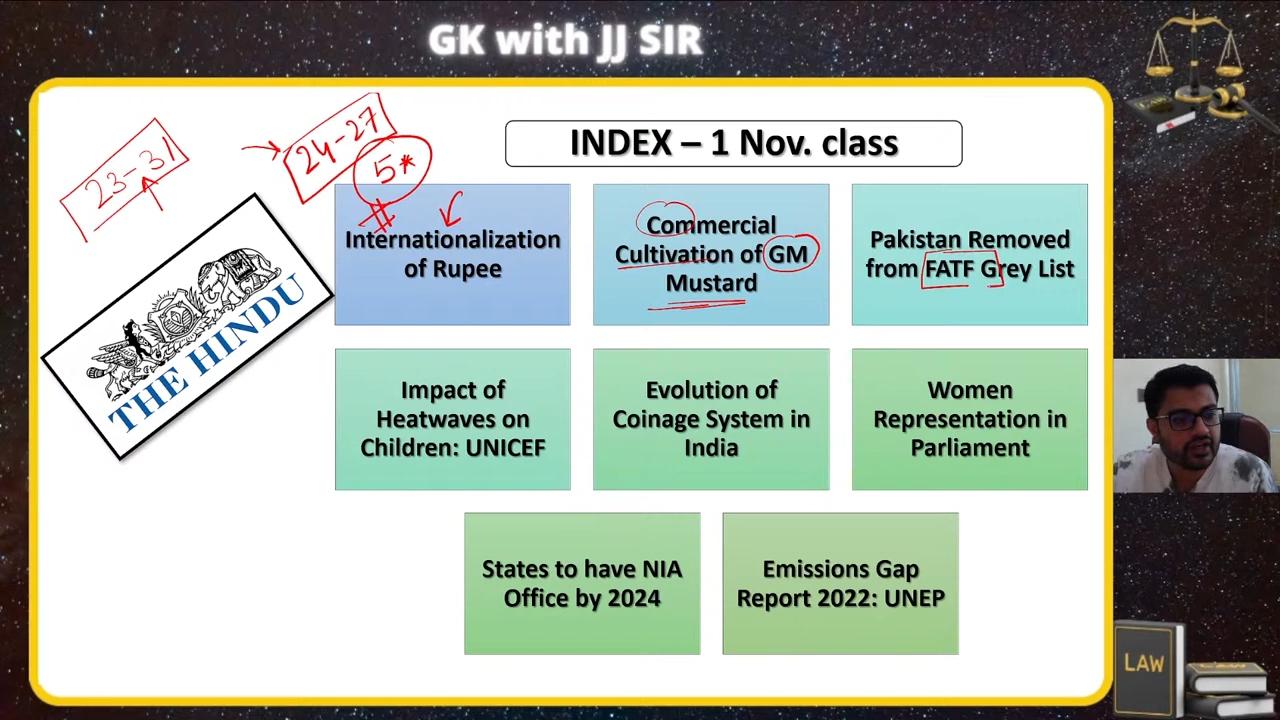 GK with JJ SIR
INDEX – 1 Nov. class
23-31
24-27
5*
THE HINDU
Internationalization
of Rupee
Commercial
Cultivation of GM
Mustard
Pakistan Removed
from FATF Grey List
Impact of
Heatwaves on
Children: UNICEF
Evolution of
Coinage System in
India
Women
Representation in
Parliament
States to have NIA
Office by 2024
Emissions Gap
Report 2022: UNEP
LAW
LAW